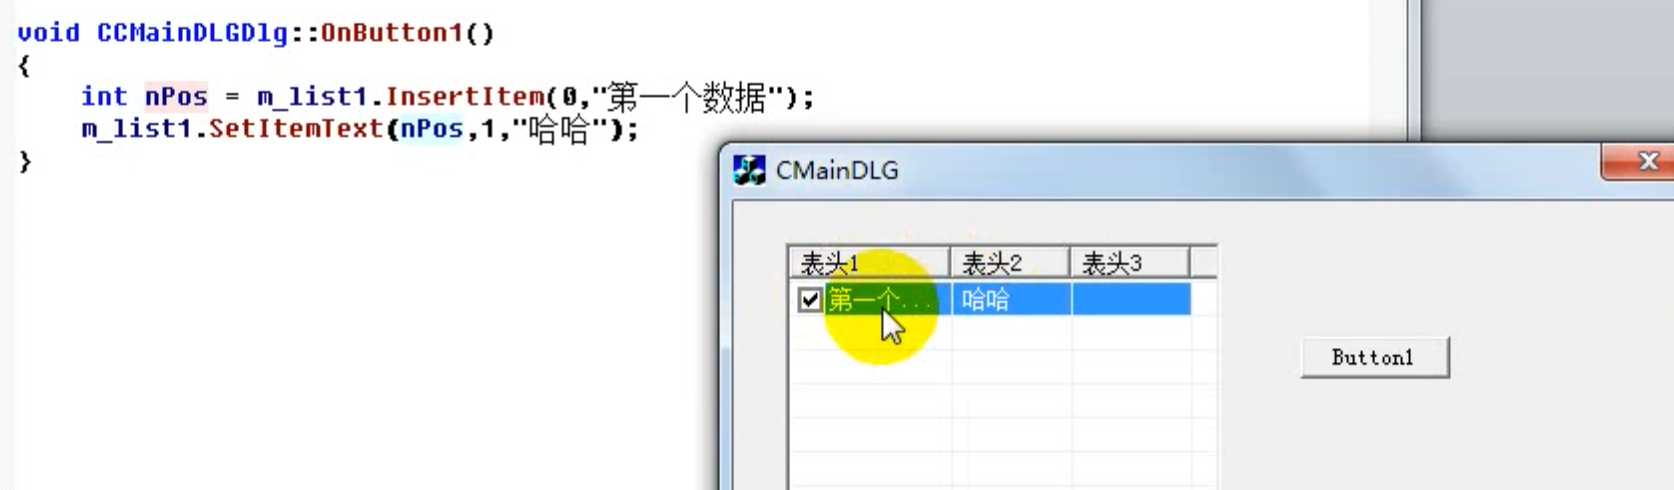 void CCMainDLGDlg::OnButton1()
{
int nPos = m_list1.InsertItem(0,"第一个数据");
m_list1.SetItemText(nPos,1,"哈哈");
}
CMainDLG
表头1 表头2 表头3
第一个... 哈哈
Button1